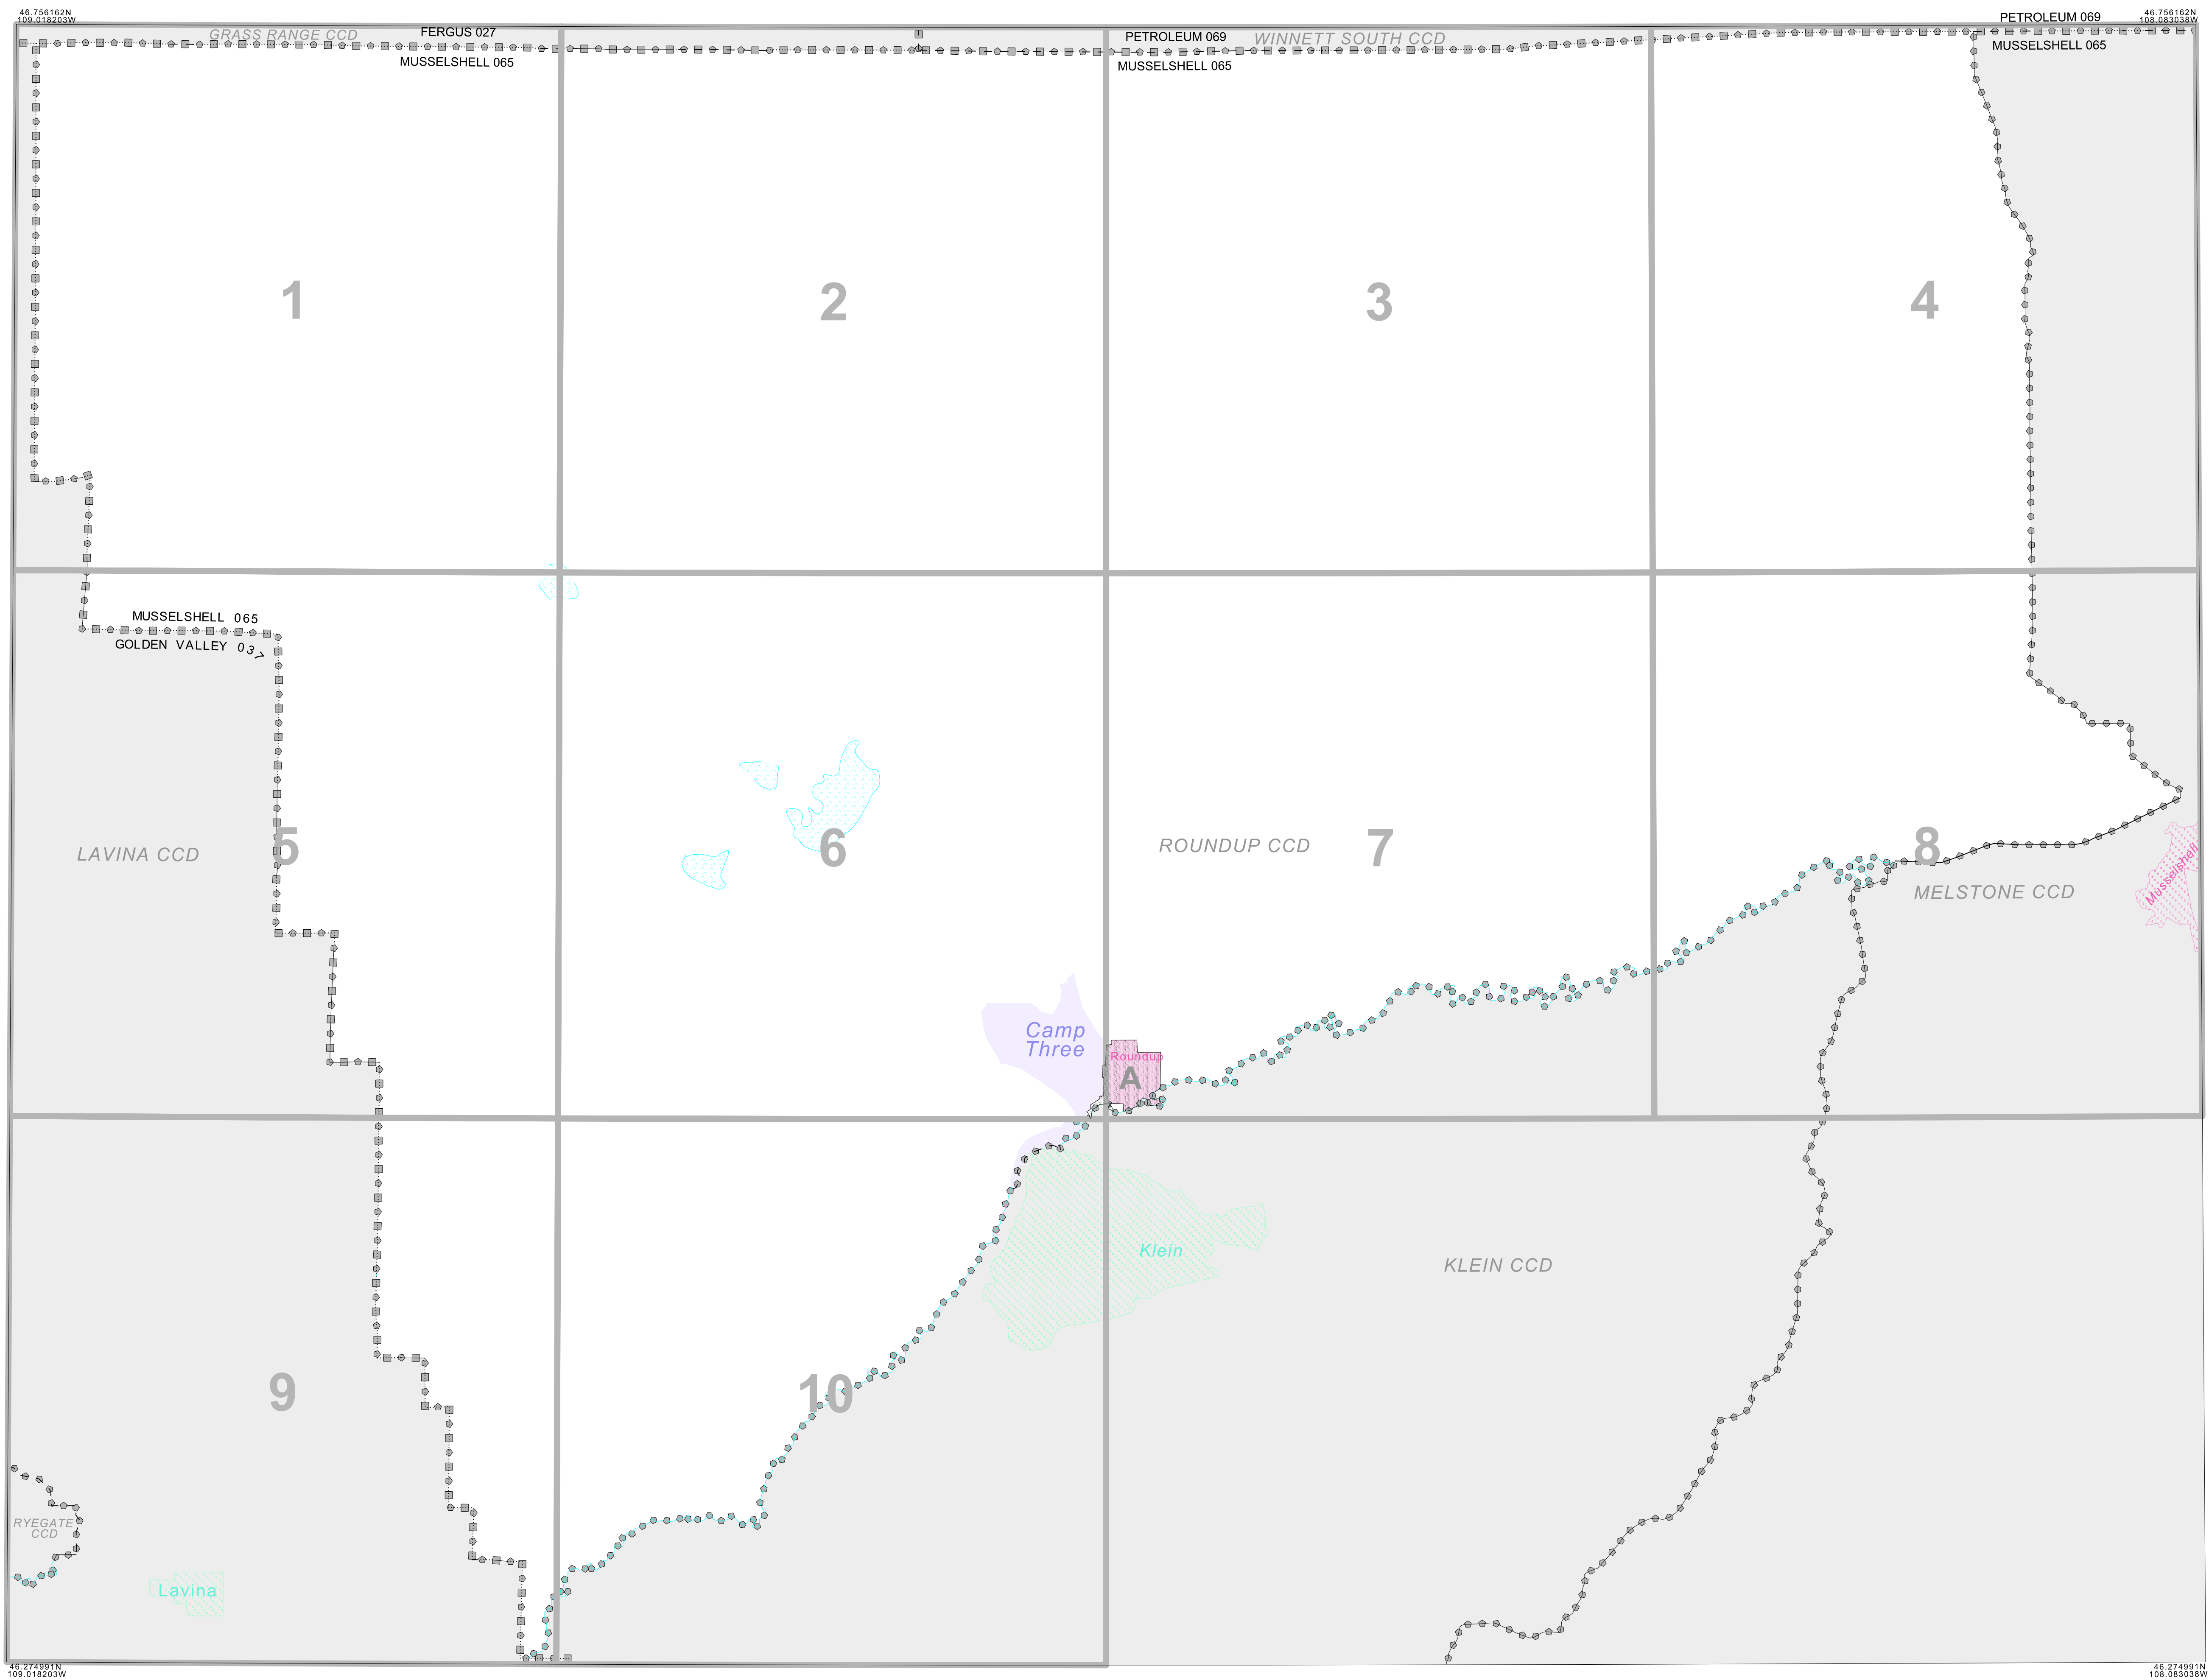 46.756162N
109.018203W
GRASS RANGE CCD
FERGUS 027
MUSSELSHELL 065
PETROLEUM 069
MUSSELSHELL 065
WINNETT SOUTH CCD
PETROLEUM 069
MUSSELSHELL 065
46.756162N
108.083038W
1
2
3
4
MUSSELSHELL 065
GOLDEN VALLEY 037
LAVINA CCD
5
6
ROUNDUP CCD
7
8
MELSTONE CCD
Musselshell
Camp
Three
Roundup
A
Klein
KLEIN CCD
9
10
RYEGATE
CCD
Lavina
46.274991N
109.018203W
46.274991N
108.083038W